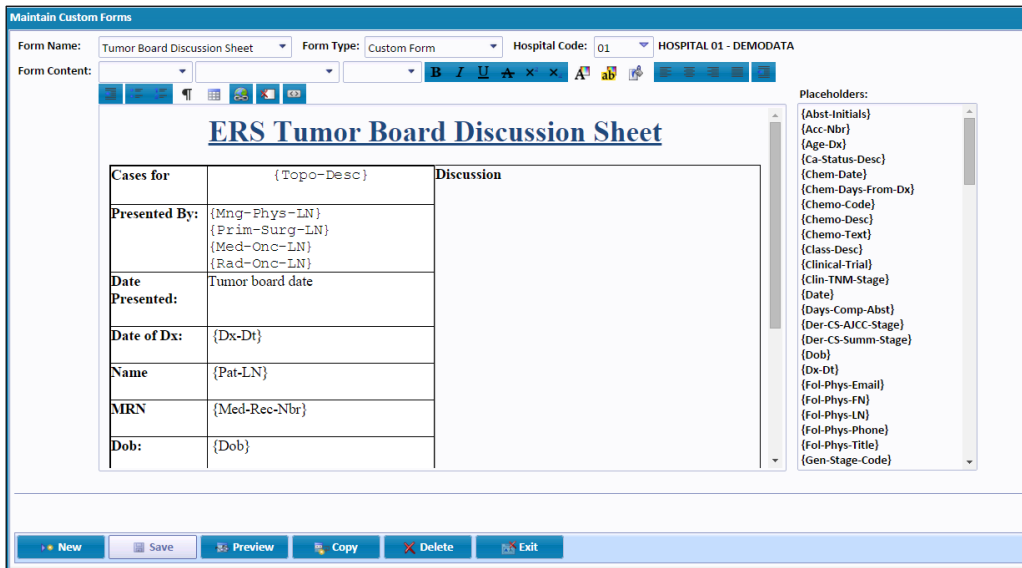 Maintain Custom Forms
Form Name: Tumor Board Discussion Sheet Form Type: Custom Form Hospital Code: 01 HOSPITAL 01 - DEMODATA
Form Content: B I U A X² X₂ A ab
¶
Placeholders:
ERS Tumor Board Discussion Sheet
Cases for {Topo-Desc} Discussion
Presented By: {Mng-Phys-LN}
{Prim-Surg-LN}
{Med-Onc-LN}
{Rad-Onc-LN}
Date Presented: Tumor board date
Date of Dx: {Dx-Dt}
Name {Pat-LN}
MRN {Med-Rec-Nbr}
Dob: {Dob}
{Abst-Initials}
{Acc-Nbr}
{Age-Dx}
{Ca-Status-Desc}
{Chem-Date}
{Chem-Days-From-Dx}
{Chemo-Code}
{Chemo-Desc}
{Chemo-Text}
{Class-Desc}
{Clinical-Trial}
{Clin-TNM-Stage}
{Date}
{Days-Comp-Abst}
{Der-CS-AJCC-Stage}
{Der-CS-Summ-Stage}
{Dob}
{Dx-Dt}
{Fol-Phys-Email}
{Fol-Phys-FN}
{Fol-Phys-LN}
{Fol-Phys-Phone}
{Fol-Phys-Title}
{Gen-Stage-Code}
New Save Preview Copy Delete Exit